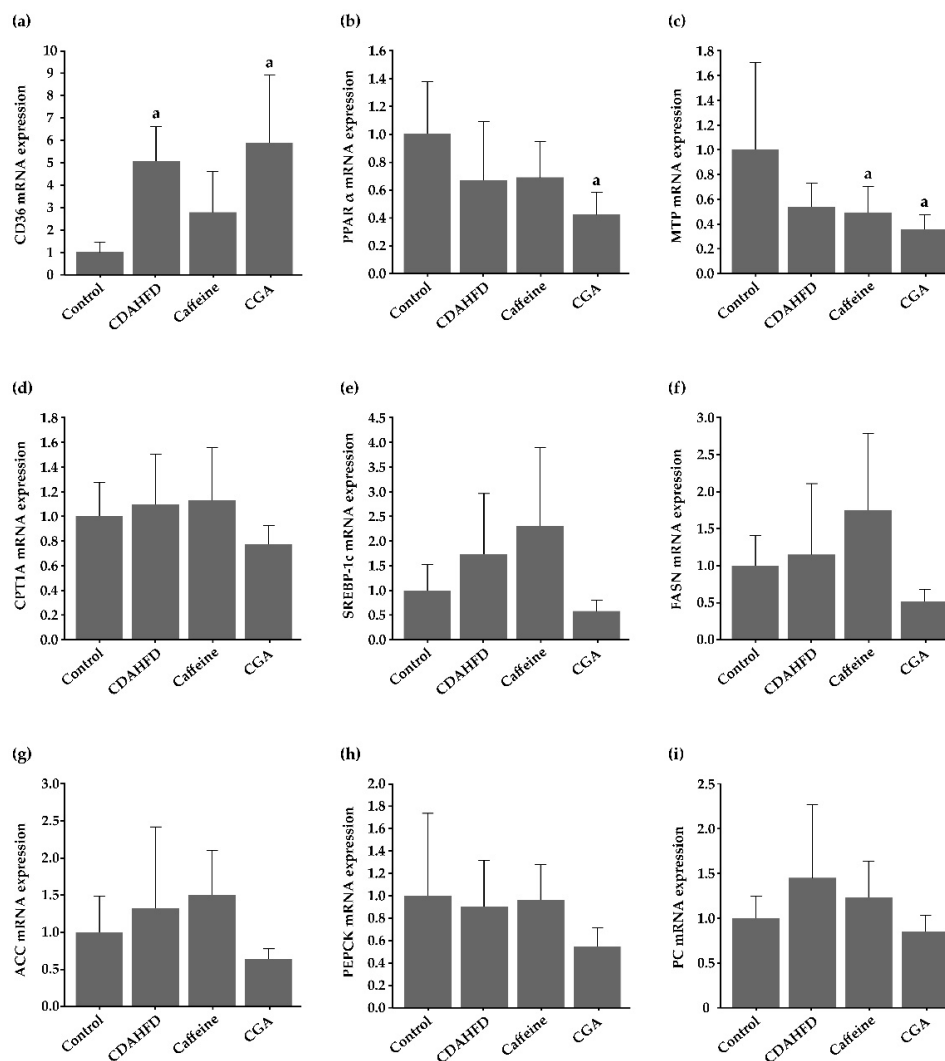 (a)
CD36 mRNA expression
10
9
8
7
6
5
4
3
2
1
0
a
a
Control
CDAHFD
Caffeine
CGA
(b)
PPAR α mRNA expression
1.6
1.4
1.2
1.0
0.8
0.6
0.4
0.2
0.0
a
Control
CDAHFD
Caffeine
CGA
(c)
MTP mRNA expression
1.8
1.6
1.4
1.2
1.0
0.8
0.6
0.4
0.2
0.0
a
a
Control
CDAHFD
Caffeine
CGA
(d)
CPT1A mRNA expression
1.8
1.6
1.4
1.2
1.0
0.8
0.6
0.4
0.2
0.0
Control
CDAHFD
Caffeine
CGA
(e)
SREBP-1c mRNA expression
4.5
4.0
3.5
3.0
2.5
2.0
1.5
1.0
0.5
0.0
Control
CDAHFD
Caffeine
CGA
(f)
FASN mRNA expression
3.0
2.5
2.0
1.5
1.0
0.5
0.0
Control
CDAHFD
Caffeine
CGA
(g)
ACC mRNA expression
3.0
2.5
2.0
1.5
1.0
0.5
0.0
Control
CDAHFD
Caffeine
CGA
(h)
PEPCK mRNA expression
2.0
1.8
1.6
1.4
1.2
1.0
0.8
0.6
0.4
0.2
0.0
Control
CDAHFD
Caffeine
CGA
(i)
PC mRNA expression
2.5
2.0
1.5
1.0
0.5
0
Control
CDAHFD
Caffeine
CGA